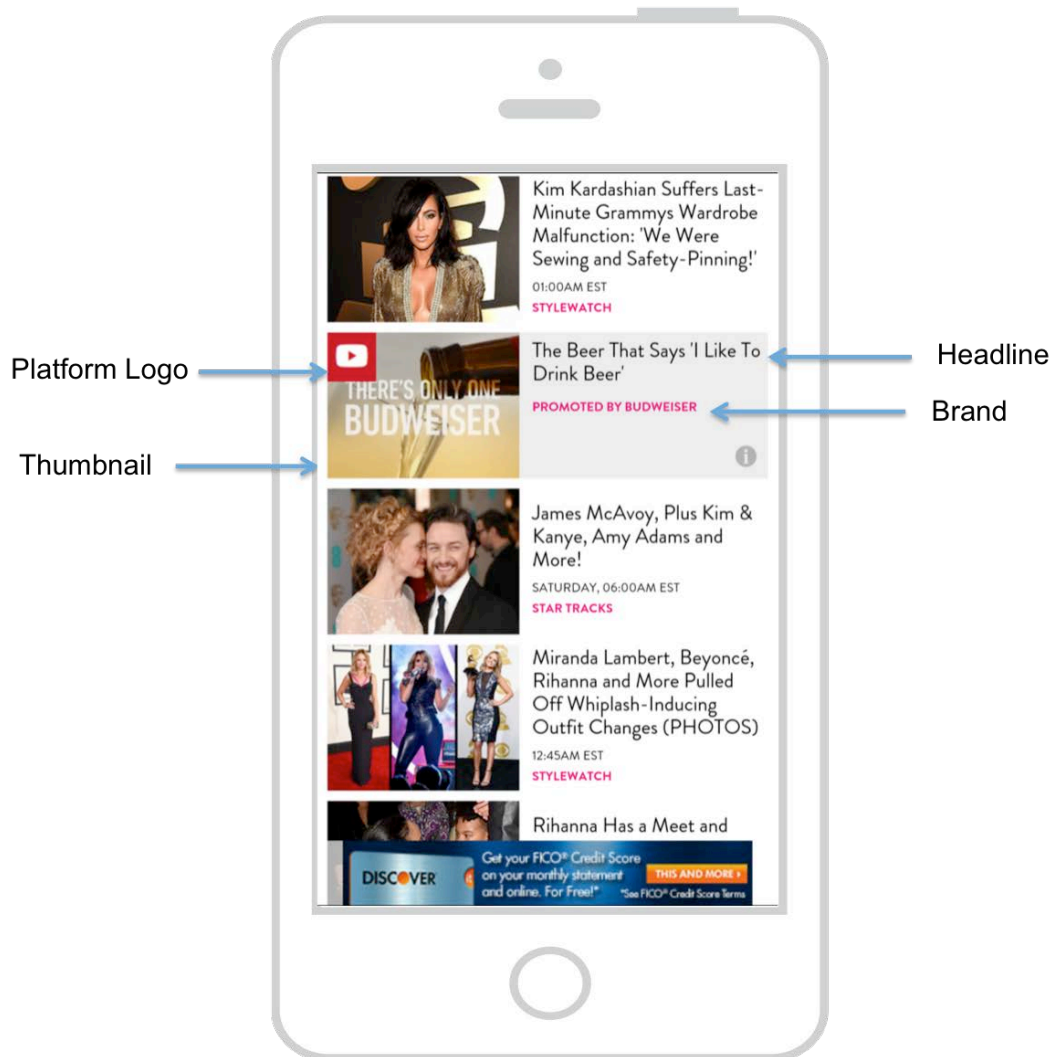 Kim Kardashian Suffers Last-
Minute Grammys Wardrobe
Malfunction: 'We Were
Sewing and Safety-Pinning!'
01:00AM EST
STYLEWATCH
Platform Logo
Thumbnail
THERE'S ONLY ONE
BUDWEISER
The Beer That Says 'I Like To
Drink Beer'
PROMOTED BY BUDWEISER
Headline
Brand
James McAvoy, Plus Kim &
Kanye, Amy Adams and
More!
SATURDAY, 06:00AM EST
STAR TRACKS
Miranda Lambert, Beyoncé,
Rihanna and More Pulled
Off Whiplash-Inducing
Outfit Changes (PHOTOS)
12:45AM EST
STYLEWATCH
Rihanna Has a Meet and
DISCOVER
Get your FICO® Credit Score
on your monthly statement
and online. For Free!*
THIS AND MORE
*See FICO® Credit Score Terms